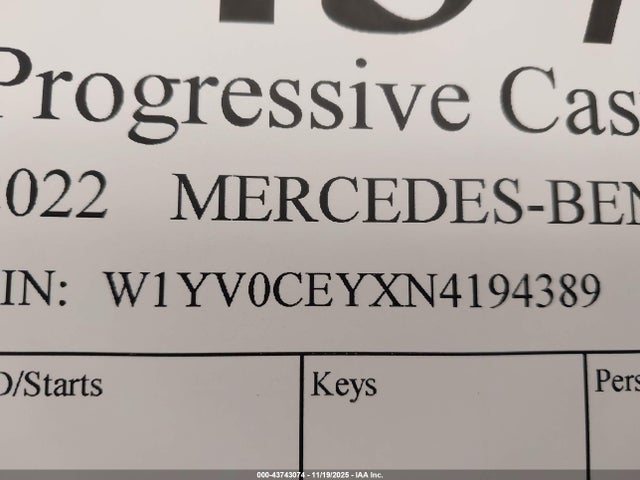 Progressive Cas
022 MERCEDES-BEN
IN: W1YV0CEYXN4194389
D/Starts Keys Pers
000-43743074 - 11/19/2025 - IAA Inc.